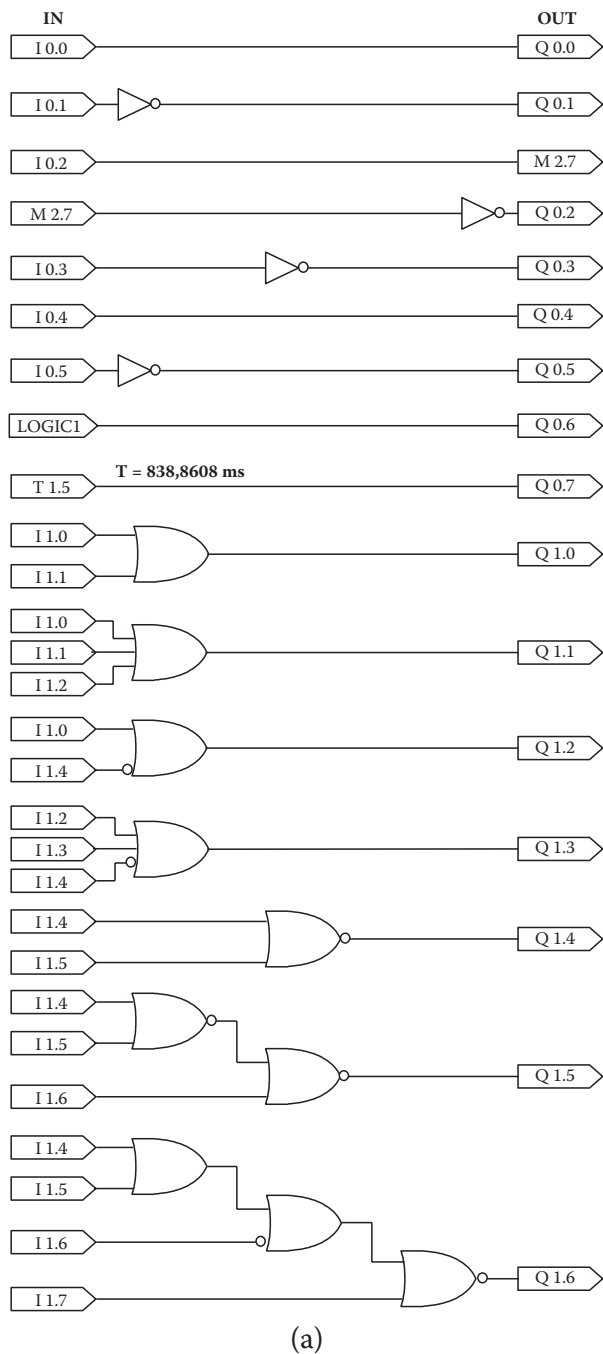 IN OUT
I 0.0 Q 0.0
I 0.1 Q 0.1
I 0.2 M 2.7
M 2.7 Q 0.2
I 0.3 Q 0.3
I 0.4 Q 0.4
I 0.5 Q 0.5
LOGIC1 Q 0.6
T = 838,8608 ms
T 1.5 Q 0.7
I 1.0
Q 1.0
I 1.1
I 1.0
I 1.1 Q 1.1
I 1.2
I 1.0
Q 1.2
I 1.4
I 1.2
I 1.3 Q 1.3
I 1.4
I 1.4
Q 1.4
I 1.5
I 1.4
I 1.5
Q 1.5
I 1.6
I 1.4
I 1.5
I 1.6
Q 1.6
I 1.7
(a)